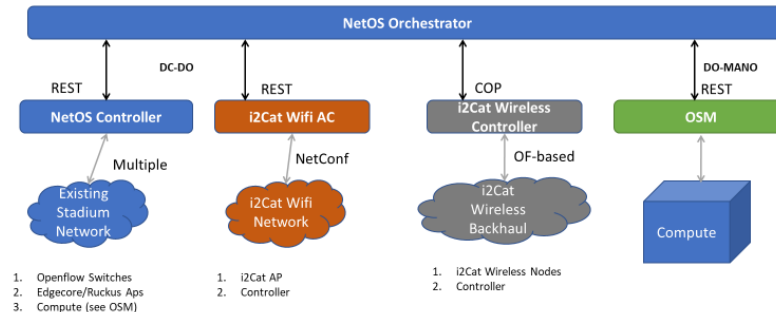 NetOS Orchestrator
DC-DO
DO-MANO
REST
REST
COP
REST
NetOS Controller
i2Cat Wifi AC
i2Cat Wireless
Controller
OSM
Multiple
NetConf
OF-based
Existing
Stadium
Network
i2Cat Wifi
Network
i2Cat
Wireless
Backhaul
Compute
1. Openflow Switches
2. Edgecore/Ruckus Aps
3. Compute (see OSM)
1. i2Cat AP
2. Controller
1. i2Cat Wireless Nodes
2. Controller